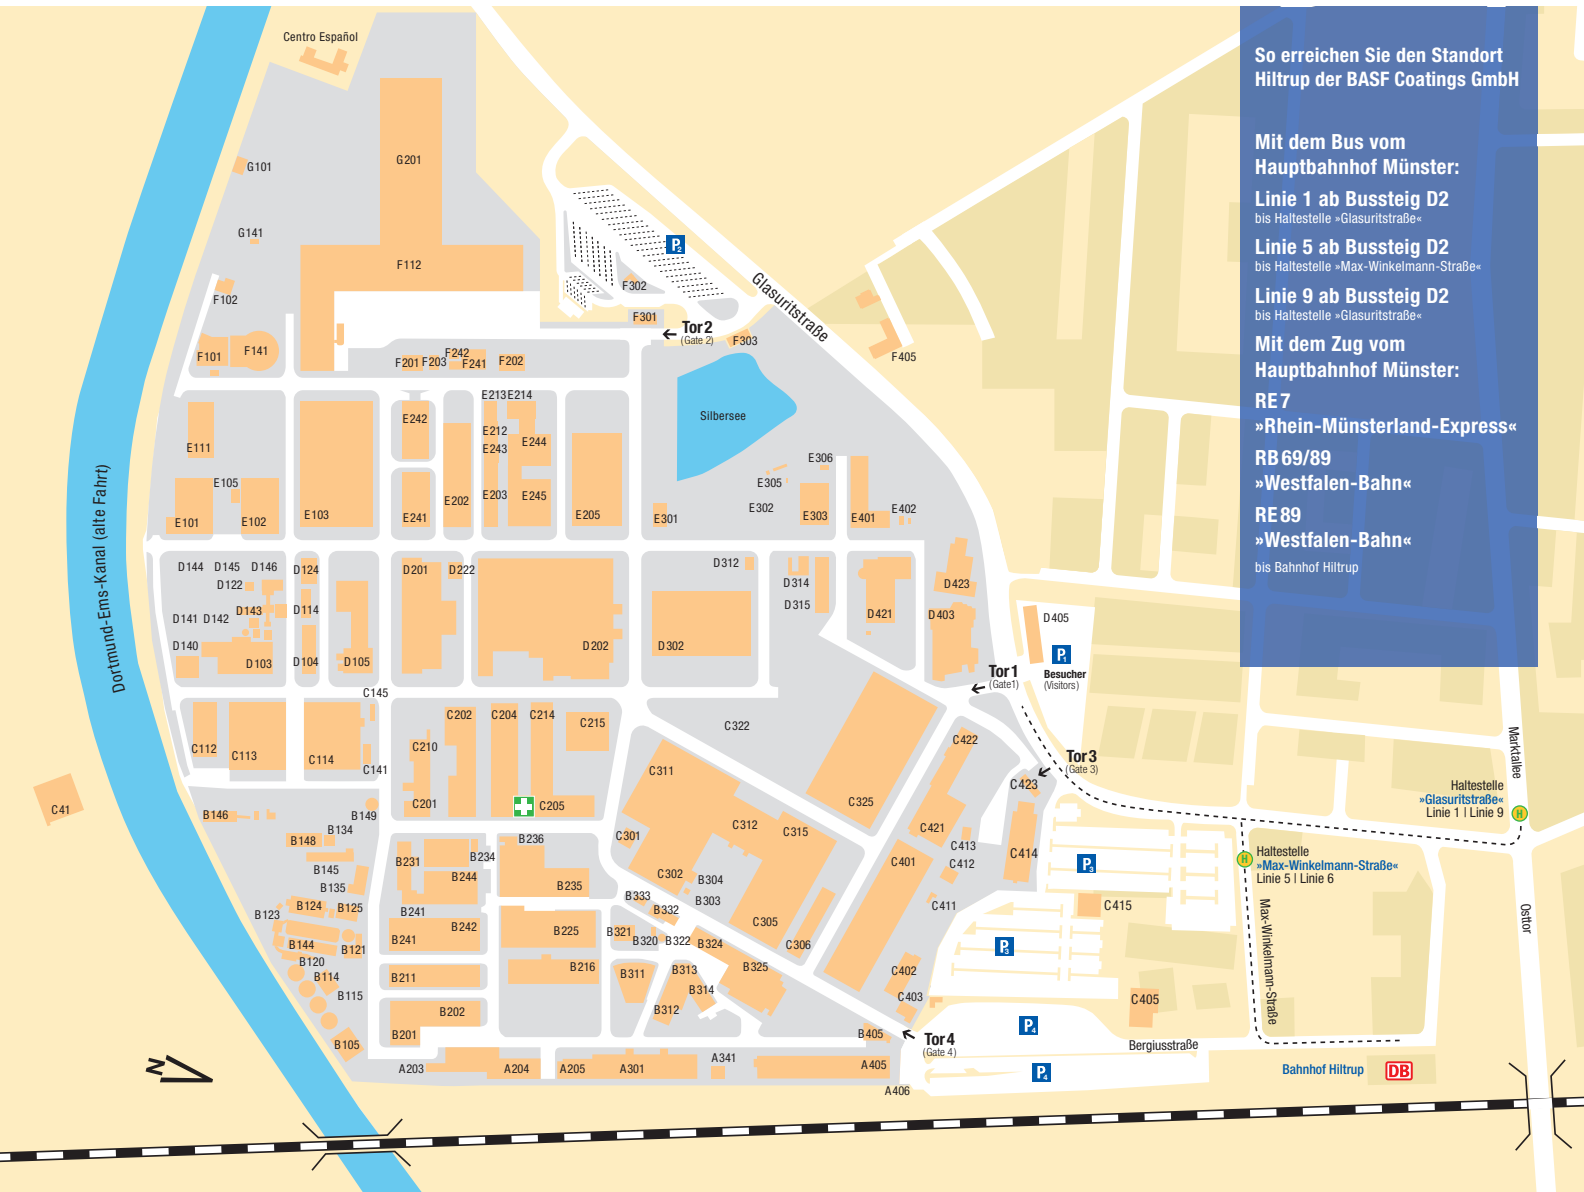 So erreichen Sie den Standort
Hiltrup der BASF Coatings GmbH
Mit dem Bus vom
Hauptbahnhof Münster:
Linie 1 ab Bussteig D2
bis Haltestelle »Glasuritstraße«
Linie 5 ab Bussteig D2
bis Haltestelle »Max-Winkelmann-Straße«
Linie 9 ab Bussteig D2
bis Haltestelle »Glasuritstraße«
Mit dem Zug vom
Hauptbahnhof Münster:
RE 7
»Rhein-Münsterland-Express«
RB 69/89
»Westfalen-Bahn«
RE 89
»Westfalen-Bahn«
bis Bahnhof Hiltrup
Centro Español
G101
G201
G141
F112
F102
F101
F141
P2
F302
F301
Tor 2
(Gate 2)
F303
Glasuritstraße
F405
F201
F203
F242
F241
F202
Silbersee
E111
E105
E101
E102
E103
E242
E241
E202
E213
E214
E212
E243
E203
E244
E245
E205
E301
E302
E305
E306
E303
E401
E402
Dortmund-Ems-Kanal (alte Fahrt)
D144
D145
D146
D122
D143
D141
D142
D140
D103
D124
D114
D104
D105
D201
D222
D202
D302
D312
D314
D315
D421
D423
D403
D405
P1
Besucher
(Visitors)
Tor 1
(Gate1)
C145
C112
C113
C114
C141
C202
C204
C214
C215
C210
C201
C205
C322
C311
C325
C422
C423
Tor 3
(Gate 3)
C301
C312
C315
C302
C305
C306
C421
C413
C412
C401
C411
C414
C415
C402
C403
C405
C41
P3
P3
P4
P4
B146
B149
B134
B148
B145
B135
B123
B124
B125
B144
B121
B120
B114
B115
B105
B231
B234
B244
B241
B242
B241
B211
B202
B201
B236
B235
B225
B216
B304
B303
B333
B332
B321
B320
B322
B324
B311
B313
B314
B312
B325
B405
Tor 4
(Gate 4)
A203
A204
A205
A301
A341
A405
A406
Bergiusstraße
Haltestelle
»Glasuritstraße«
Linie 1 | Linie 9
H
H
Haltestelle
»Max-Winkelmann-Straße«
Linie 5 | Linie 6
Max-Winkelmann-Straße
Marktallee
Osttor
Bahnhof Hiltrup
DB
N